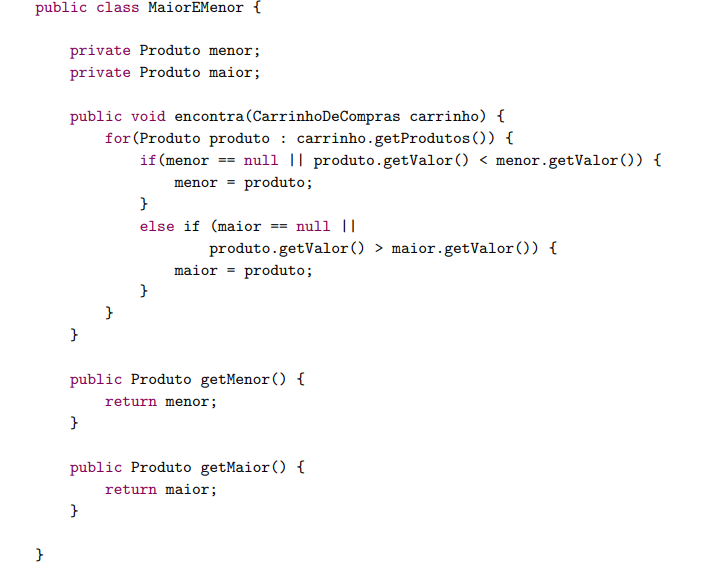 public class MaiorEMenor {
private Produto menor;
private Produto maior;
public void encontra(CarrinhoDeCompras carrinho) {
for(Produto produto : carrinho.getProdutos()) {
if(menor == null || produto.getValor() < menor.getValor()) {
menor = produto;
}
else if (maior == null ||
produto.getValor() > maior.getValor()) {
maior = produto;
}
}
}
public Produto getMenor() {
return menor;
}
public Produto getMaior() {
return maior;
}
}